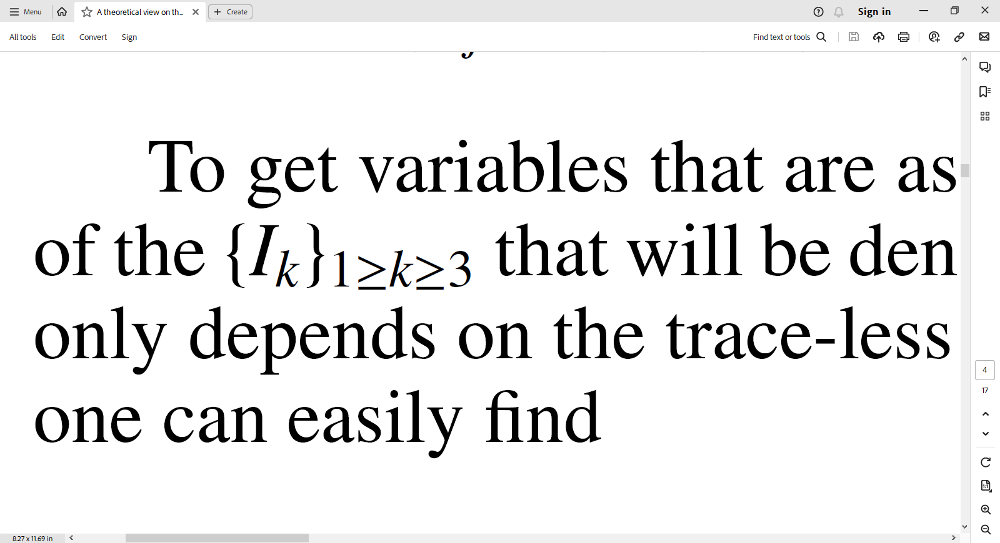 Menu
A theoretical view on th...
Create
Sign in
All tools
Edit
Convert
Sign
Find text or tools
To get variables that are as
of the {I_k}_{1≥k≥3} that will be den
only depends on the trace-less
one can easily find
4
17
8.27 x 11.69 in